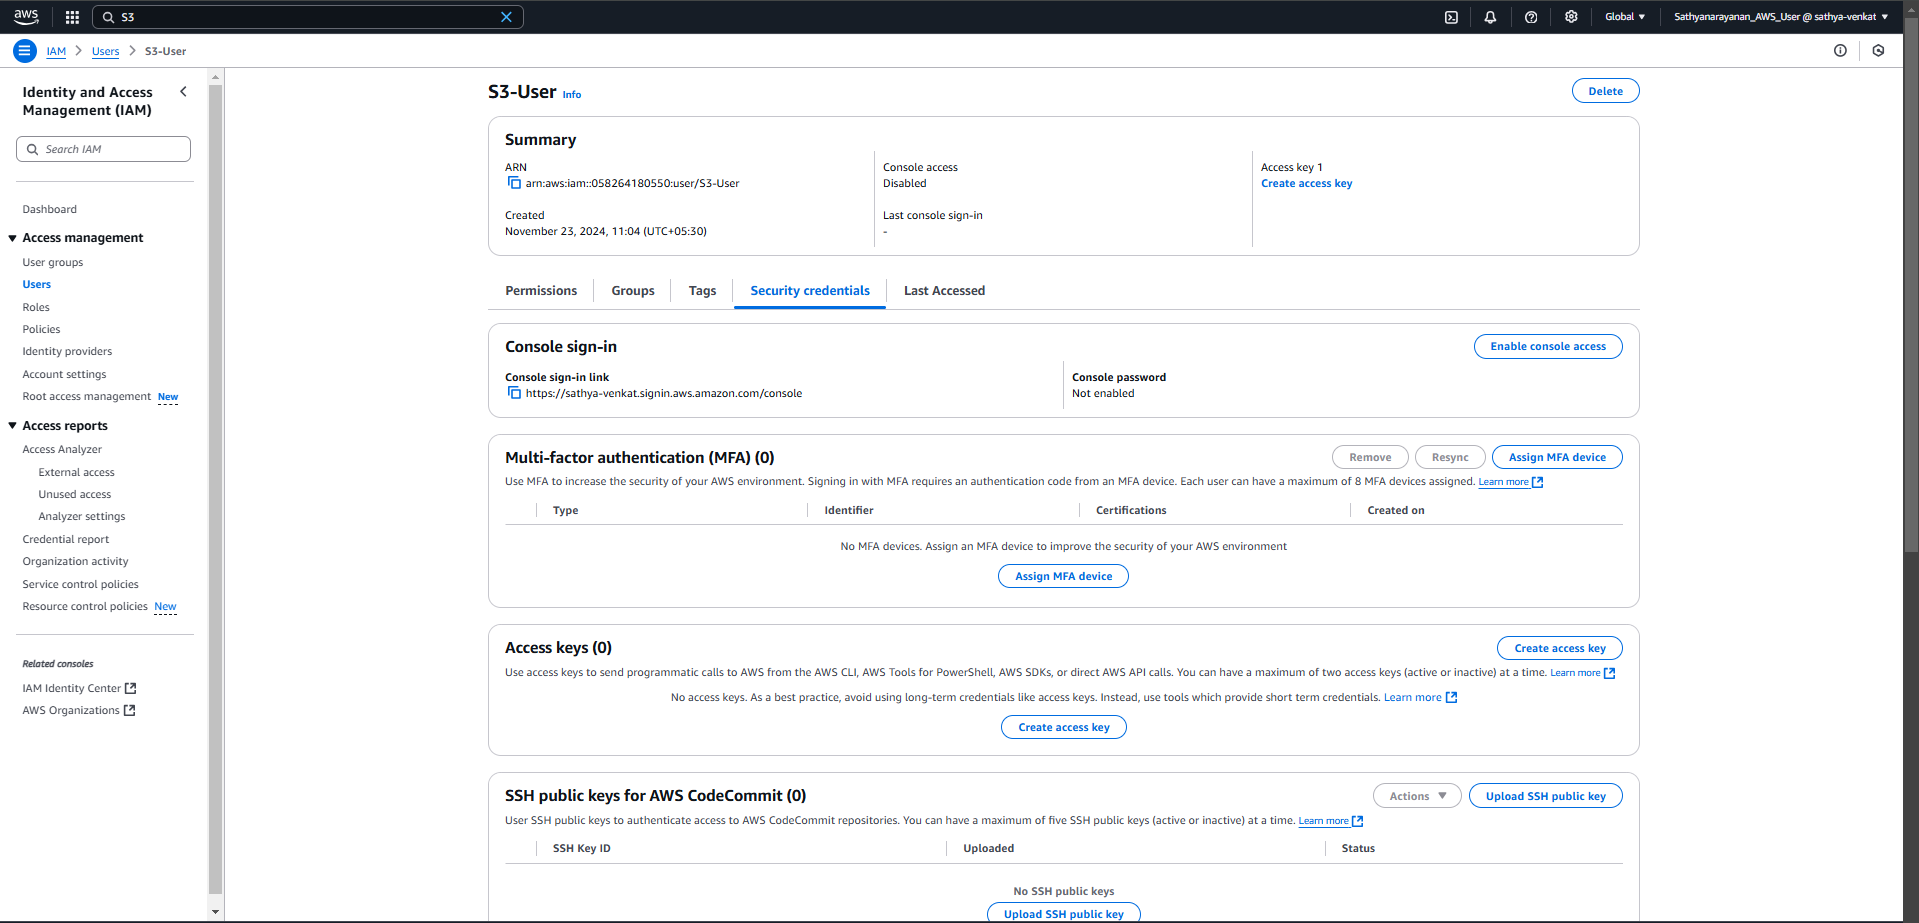 aws
S3
Global ▼
Sathyanarayanan_AWS_User @ sathya-venkat ▼
IAM > Users > S3-User
Identity and Access
Management (IAM)
Search IAM
Dashboard
Access management
User groups
Users
Roles
Policies
Identity providers
Account settings
Root access management New
Access reports
Access Analyzer
External access
Unused access
Analyzer settings
Credential report
Organization activity
Service control policies
Resource control policies New
Related consoles
IAM Identity Center
AWS Organizations
S3-User Info
Delete
Summary
ARN
arn:aws:iam::058264180550:user/S3-User
Created
November 23, 2024, 11:04 (UTC+05:30)
Console access
Disabled
Last console sign-in
-
Access key 1
Create access key
Permissions
Groups
Tags
Security credentials
Last Accessed
Console sign-in
Enable console access
Console sign-in link
https://sathya-venkat.signin.aws.amazon.com/console
Console password
Not enabled
Multi-factor authentication (MFA) (0)
Remove
Resync
Assign MFA device
Use MFA to increase the security of your AWS environment. Signing in with MFA requires an authentication code from an MFA device. Each user can have a maximum of 8 MFA devices assigned. Learn more
Type
Identifier
Certifications
Created on
No MFA devices. Assign an MFA device to improve the security of your AWS environment
Assign MFA device
Access keys (0)
Create access key
Use access keys to send programmatic calls to AWS from the AWS CLI, AWS Tools for PowerShell, AWS SDKs, or direct AWS API calls. You can have a maximum of two access keys (active or inactive) at a time. Learn more
No access keys. As a best practice, avoid using long-term credentials like access keys. Instead, use tools which provide short term credentials. Learn more
Create access key
SSH public keys for AWS CodeCommit (0)
Actions ▼
Upload SSH public key
User SSH public keys to authenticate access to AWS CodeCommit repositories. You can have a maximum of five SSH public keys (active or inactive) at a time. Learn more
SSH Key ID
Uploaded
Status
No SSH public keys
Upload SSH public key